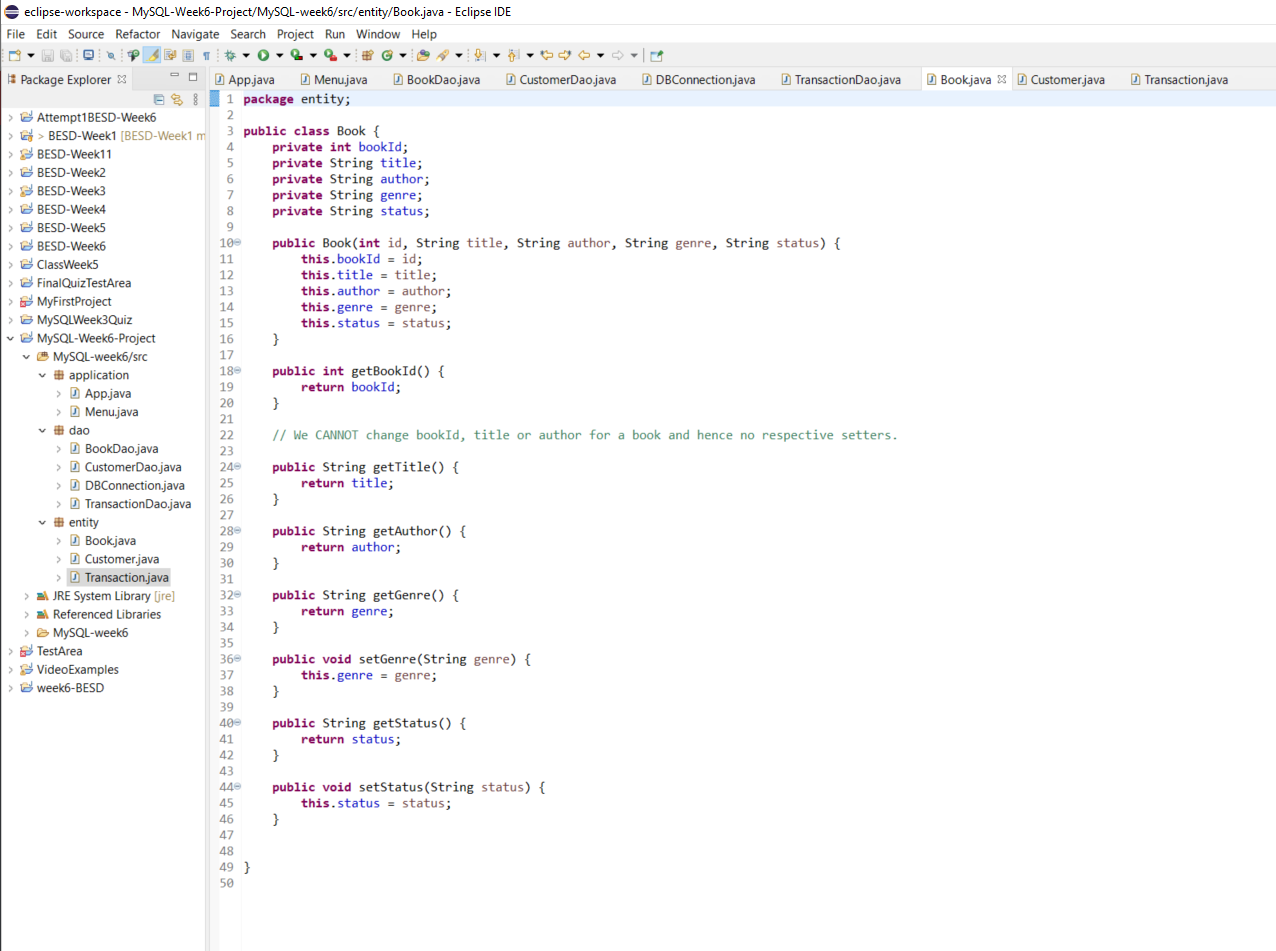 eclipse-workspace - MySQL-Week6-Project/MySQL-week6/src/entity/Book.java - Eclipse IDE
File Edit Source Refactor Navigate Search Project Run Window Help
Package Explorer
App.java Menu.java BookDao.java CustomerDao.java DBConnection.java TransactionDao.java Book.java Customer.java Transaction.java
Attempt1BESD-Week6
> BESD-Week1 [BESD-Week1 m
BESD-Week11
BESD-Week2
BESD-Week3
BESD-Week4
BESD-Week5
BESD-Week6
ClassWeek5
FinalQuizTestArea
MyFirstProject
MySQLWeek3Quiz
MySQL-Week6-Project
MySQL-week6/src
application
App.java
Menu.java
dao
BookDao.java
CustomerDao.java
DBConnection.java
TransactionDao.java
entity
Book.java
Customer.java
Transaction.java
JRE System Library [jre]
Referenced Libraries
MySQL-week6
TestArea
VideoExamples
week6-BESD
1 package entity;
2
3 public class Book {
4 private int bookId;
5 private String title;
6 private String author;
7 private String genre;
8 private String status;
9
10 public Book(int id, String title, String author, String genre, String status) {
11 this.bookId = id;
12 this.title = title;
13 this.author = author;
14 this.genre = genre;
15 this.status = status;
16 }
17
18 public int getBookId() {
19 return bookId;
20 }
21
22 // We CANNOT change bookId, title or author for a book and hence no respective setters.
23
24 public String getTitle() {
25 return title;
26 }
27
28 public String getAuthor() {
29 return author;
30 }
31
32 public String getGenre() {
33 return genre;
34 }
35
36 public void setGenre(String genre) {
37 this.genre = genre;
38 }
39
40 public String getStatus() {
41 return status;
42 }
43
44 public void setStatus(String status) {
45 this.status = status;
46 }
47
48
49 }
50